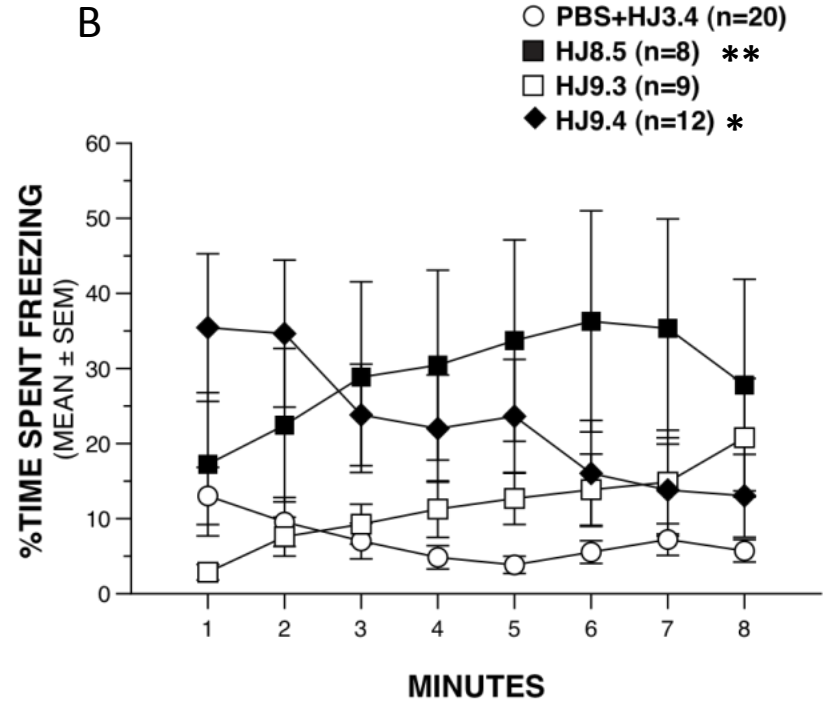 B
PBS+HJ3.4 (n=20)
HJ8.5 (n=8) **
HJ9.3 (n=9)
HJ9.4 (n=12) *
%TIME SPENT FREEZING
(MEAN ± SEM)
60
50
40
30
20
10
0
1 2 3 4 5 6 7 8
MINUTES